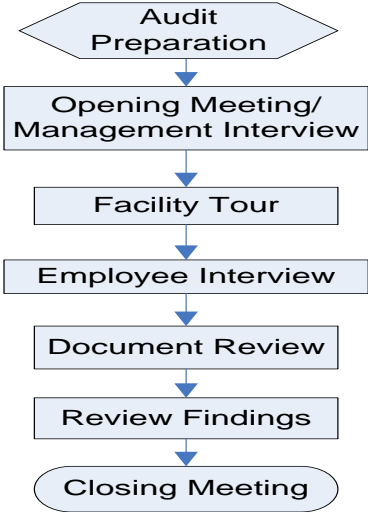 Audit
Preparation
Opening Meeting/
Management Interview
Facility Tour
Employee Interview
Document Review
Review Findings
Closing Meeting